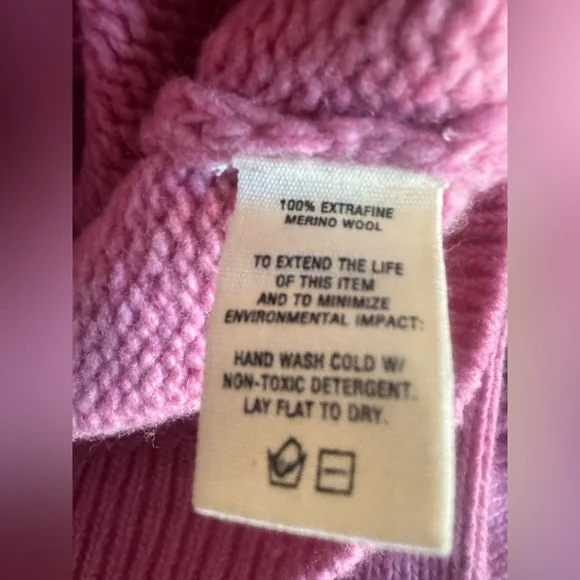 100% EXTRAFINE
MERINO WOOL
TO EXTEND THE LIFE
OF THIS ITEM
AND TO MINIMIZE
ENVIRONMENTAL IMPACT:
HAND WASH COLD W/
NON-TOXIC DETERGENT.
LAY FLAT TO DRY.